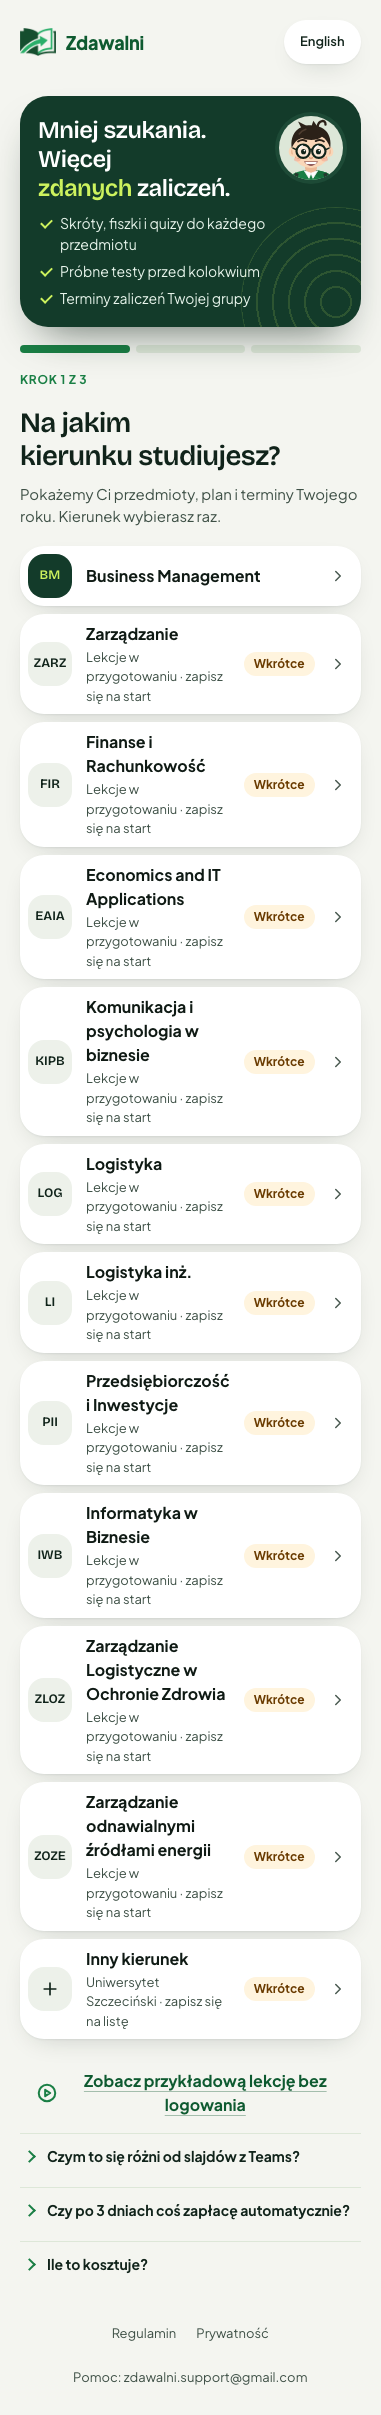 Zdawalni
English
Mniej szukania.
Więcej
zdanych zaliczeń.
Skróty, fiszki i quizy do każdego
przedmiotu
Próbne testy przed kolokwium
Terminy zaliczeń Twojej grupy
KROK 1 Z 3
Na jakim
kierunku studiujesz?
Pokażemy Ci przedmioty, plan i terminy Twojego
roku. Kierunek wybierasz raz.
BM
Business Management
ZARZ
Zarządzanie
Lekcje w
przygotowaniu · zapisz
się na start
Wkrótce
FIR
Finanse i
Rachunkowość
Lekcje w
przygotowaniu · zapisz
się na start
Wkrótce
EAIA
Economics and IT
Applications
Lekcje w
przygotowaniu · zapisz
się na start
Wkrótce
KIPB
Komunikacja i
psychologia w
biznesie
Lekcje w
przygotowaniu · zapisz
się na start
Wkrótce
LOG
Logistyka
Lekcje w
przygotowaniu · zapisz
się na start
Wkrótce
LI
Logistyka inż.
Lekcje w
przygotowaniu · zapisz
się na start
Wkrótce
PII
Przedsiębiorczość
i Inwestycje
Lekcje w
przygotowaniu · zapisz
się na start
Wkrótce
IWB
Informatyka w
Biznesie
Lekcje w
przygotowaniu · zapisz
się na start
Wkrótce
ZLOZ
Zarządzanie
Logistyczne w
Ochronie Zdrowia
Lekcje w
przygotowaniu · zapisz
się na start
Wkrótce
ZOZE
Zarządzanie
odnawialnymi
źródłami energii
Lekcje w
przygotowaniu · zapisz
się na start
Wkrótce
Inny kierunek
Uniwersytet
Szczeciński · zapisz się
na listę
Wkrótce
Zobacz przykładową lekcję bez
logowania
Czym to się różni od slajdów z Teams?
Czy po 3 dniach coś zapłacę automatycznie?
Ile to kosztuje?
Regulamin Prywatność
Pomoc: zdawalni.support@gmail.com